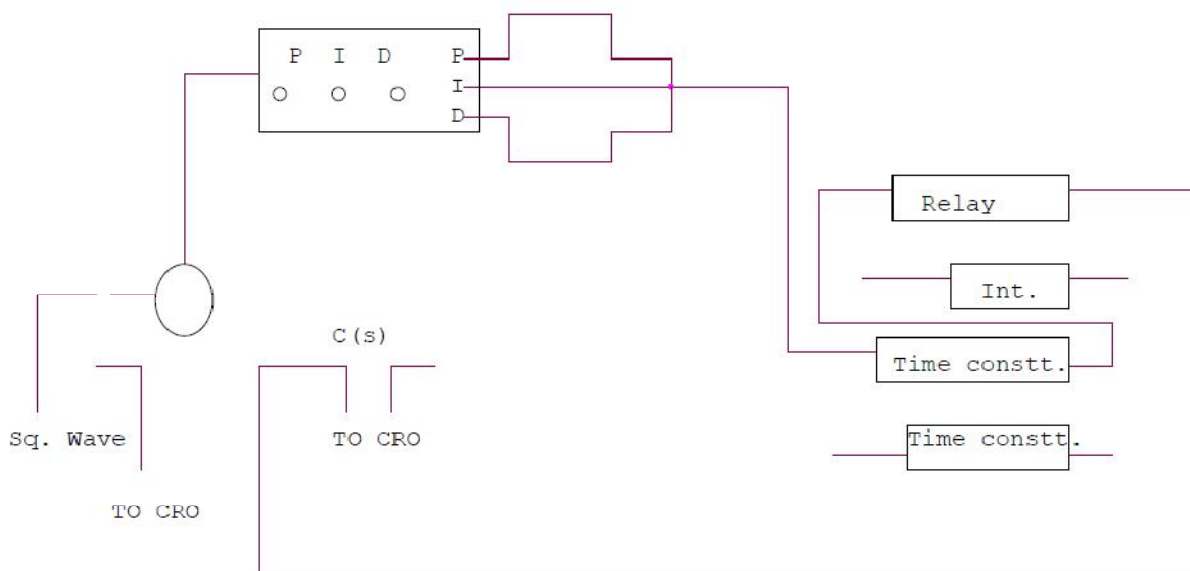 P I D P
I
D
Relay
Int.
C(s)
Time constt.
Sq. Wave
TO CRO
Time constt.
TO CRO